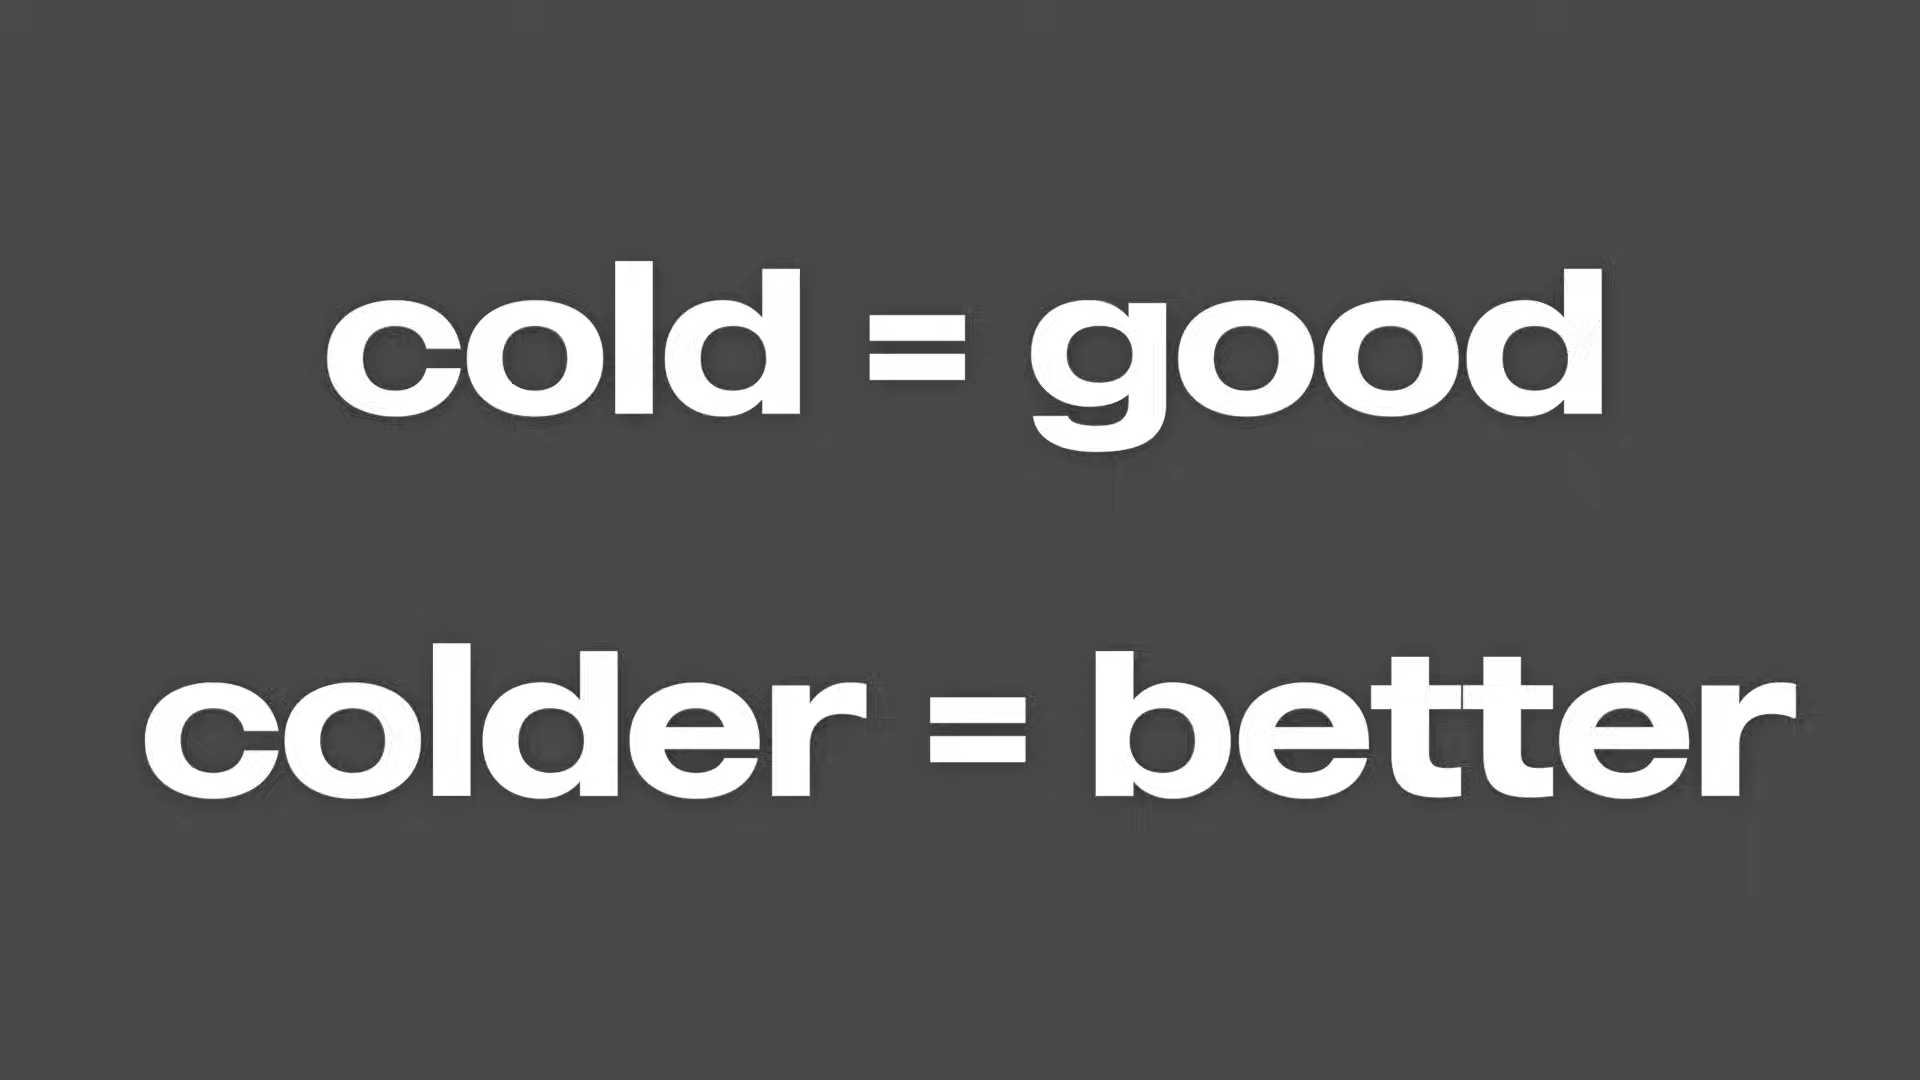 cold = good
colder = better